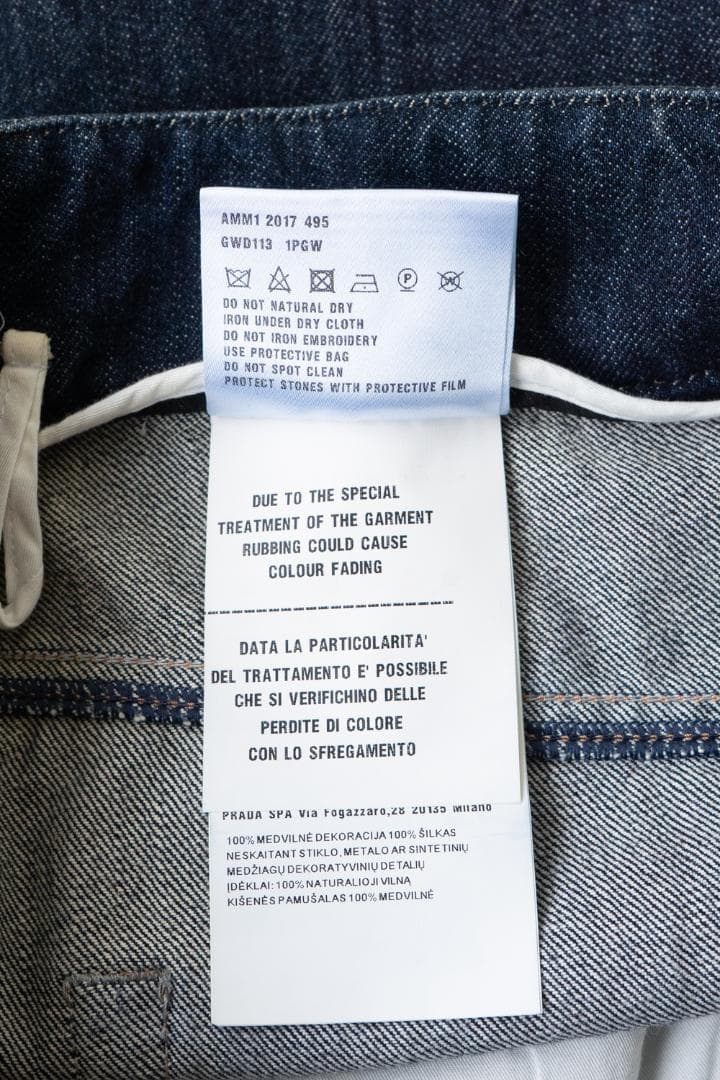 AMM1 2017 495
GWD113 1PGW
DO NOT NATURAL DRY
IRON UNDER DRY CLOTH
DO NOT IRON EMBROIDERY
USE PROTECTIVE BAG
DO NOT SPOT CLEAN
PROTECT STONES WITH PROTECTIVE FILM
DUE TO THE SPECIAL
TREATMENT OF THE GARMENT
RUBBING COULD CAUSE
COLOUR FADING
DATA LA PARTICOLARITA'
DEL TRATTAMENTO E' POSSIBILE
CHE SI VERIFICHINO DELLE
PERDITE DI COLORE
CON LO SFREGAMENTO
PRADA SPA Via Fogazzaro,28 20135 Milano
100% MEDVILNĖ DEKORACIJA 100% ŠILKAS
NESKAITANT STIKLO, METALO AR SINTETINIŲ
MEDŽIAGŲ DEKORATYVINIŲ DETALIŲ
ĮDĖKLAI: 100% NATURALIOJI VILNĄ
KIŠENĖS PAMUŠALAS 100% MEDVILNĖ